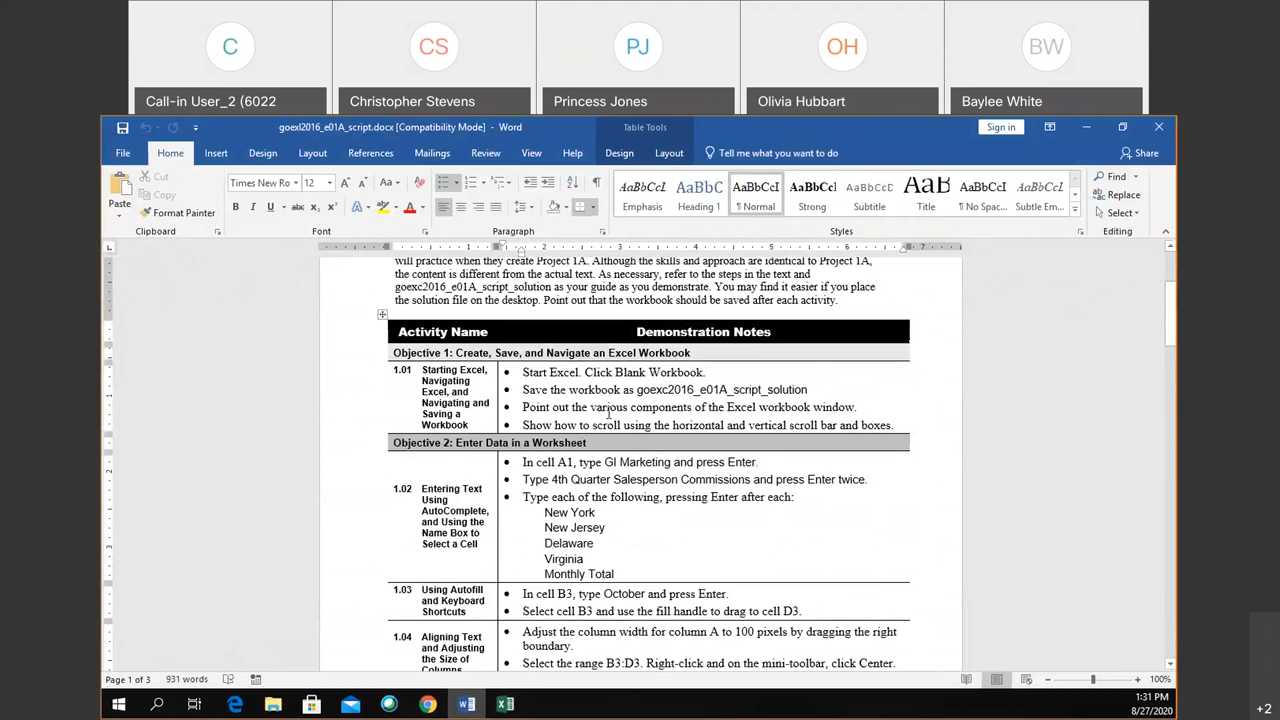 C
CS
PJ
OH
BW
Call-in User_2 (6022
Christopher Stevens
Princess Jones
Olivia Hubbart
Baylee White
goexl2016_e01A_script.docx [Compatibility Mode] - Word
Table Tools
Sign in
File
Home
Insert
Design
Layout
References
Mailings
Review
View
Help
Design
Layout
Tell me what you want to do
Share
Paste
Cut
Copy
Format Painter
Clipboard
Times New Ro
12
Font
Paragraph
AaBbCcI
Emphasis
AaBbC
Heading 1
AaBbCcI
¶ Normal
AaBbCcI
Strong
AaBbCcD
Subtitle
AaBb
Title
AaBbCcI
¶ No Spac...
AaBbCcI
Subtle Em...
Styles
Find
Replace
Select
Editing
will practice when they create Project 1A. Although the skills and approach are identical to Project 1A,
the content is different from the actual text. As necessary, refer to the steps in the text and
goexc2016_e01A_script_solution as your guide as you demonstrate. You may find it easier if you place
the solution file on the desktop. Point out that the workbook should be saved after each activity.
Activity Name
Demonstration Notes
Objective 1: Create, Save, and Navigate an Excel Workbook
1.01 Starting Excel,
Navigating
Excel, and
Navigating and
Saving a
Workbook
• Start Excel. Click Blank Workbook.
• Save the workbook as goexc2016_e01A_script_solution
• Point out the various components of the Excel workbook window.
• Show how to scroll using the horizontal and vertical scroll bar and boxes.
Objective 2: Enter Data in a Worksheet
1.02 Entering Text
Using
AutoComplete,
and Using the
Name Box to
Select a Cell
• In cell A1, type GI Marketing and press Enter.
• Type 4th Quarter Salesperson Commissions and press Enter twice.
• Type each of the following, pressing Enter after each:
New York
New Jersey
Delaware
Virginia
Monthly Total
1.03 Using Autofill
and Keyboard
Shortcuts
• In cell B3, type October and press Enter.
• Select cell B3 and use the fill handle to drag to cell D3.
1.04 Aligning Text
and Adjusting
the Size of
Columns
• Adjust the column width for column A to 100 pixels by dragging the right
boundary.
• Select the range B3:D3. Right-click and on the mini-toolbar, click Center.
Page 1 of 3
931 words
100%
1:31 PM
8/27/2020
+2